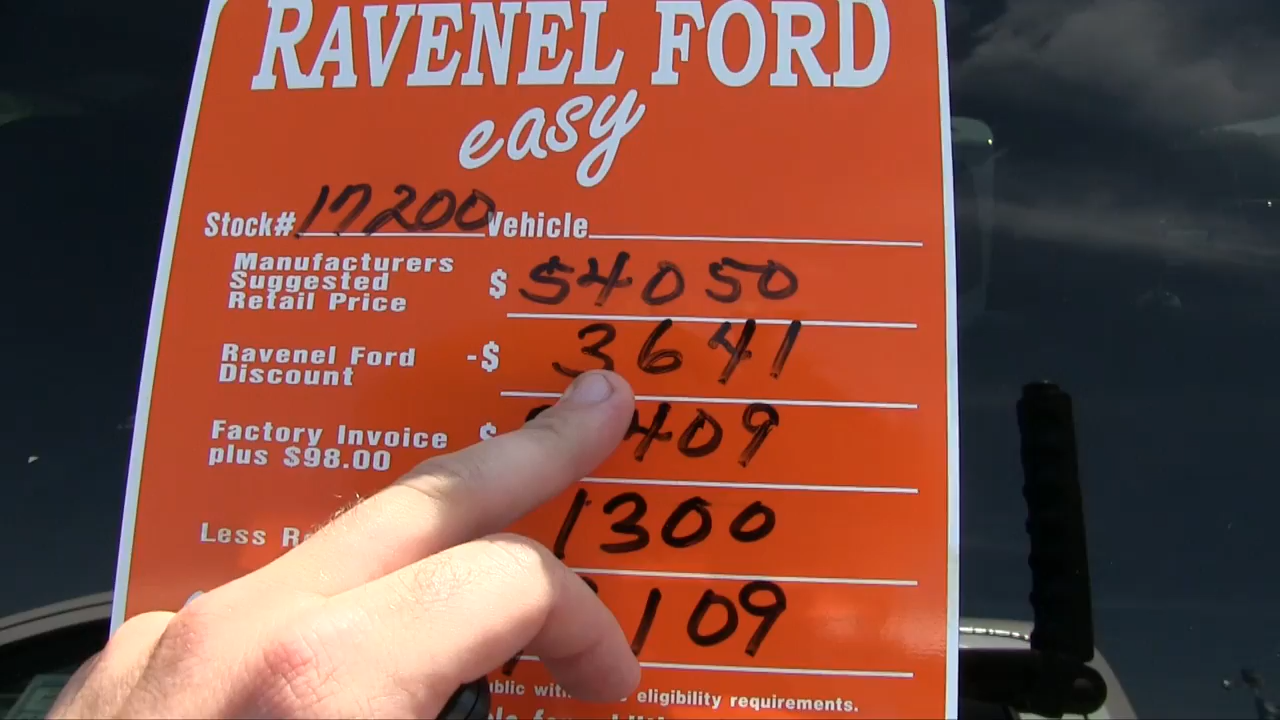 RAVENEL FORD
easy
Stock# 17200 Vehicle
Manufacturers
Suggested
Retail Price $ 54050
Ravenel Ford
Discount -$ 3641
Factory Invoice
plus $98.00 $ 409
Less 1300
109
eligibility requirements.